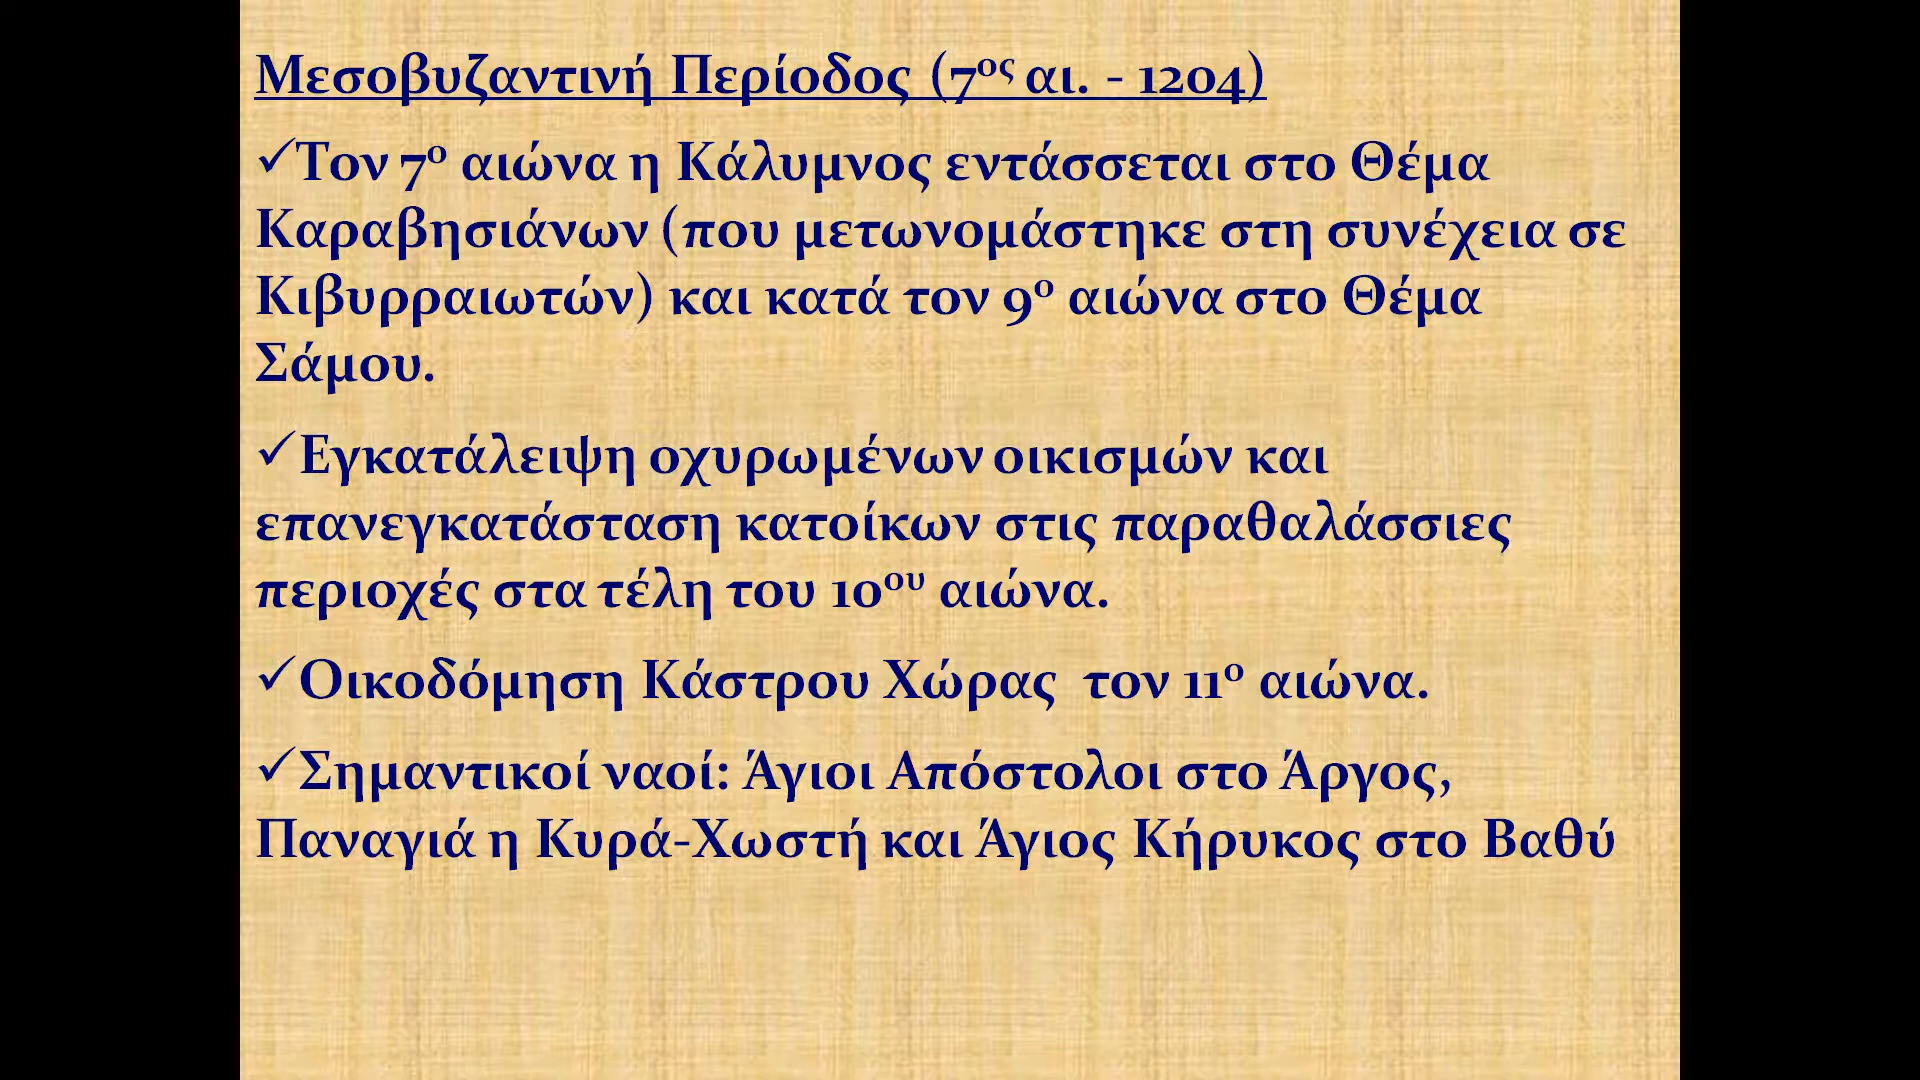 Μεσοβυζαντινή Περίοδος (7ος αι. - 1204)
✓Τον 7ο αιώνα η Κάλυμνος εντάσσεται στο Θέμα
Καραβησιάνων (που μετωνομάστηκε στη συνέχεια σε
Κιβυρραιωτών) και κατά τον 9ο αιώνα στο Θέμα
Σάμου.
✓Εγκατάλειψη οχυρωμένων οικισμών και
επανεγκατάσταση κατοίκων στις παραθαλάσσιες
περιοχές στα τέλη του 10ου αιώνα.
✓Οικοδόμηση Κάστρου Χώρας τον 11ο αιώνα.
✓Σημαντικοί ναοί: Άγιοι Απόστολοι στο Άργος,
Παναγιά η Κυρά-Χωστή και Άγιος Κήρυκος στο Βαθύ